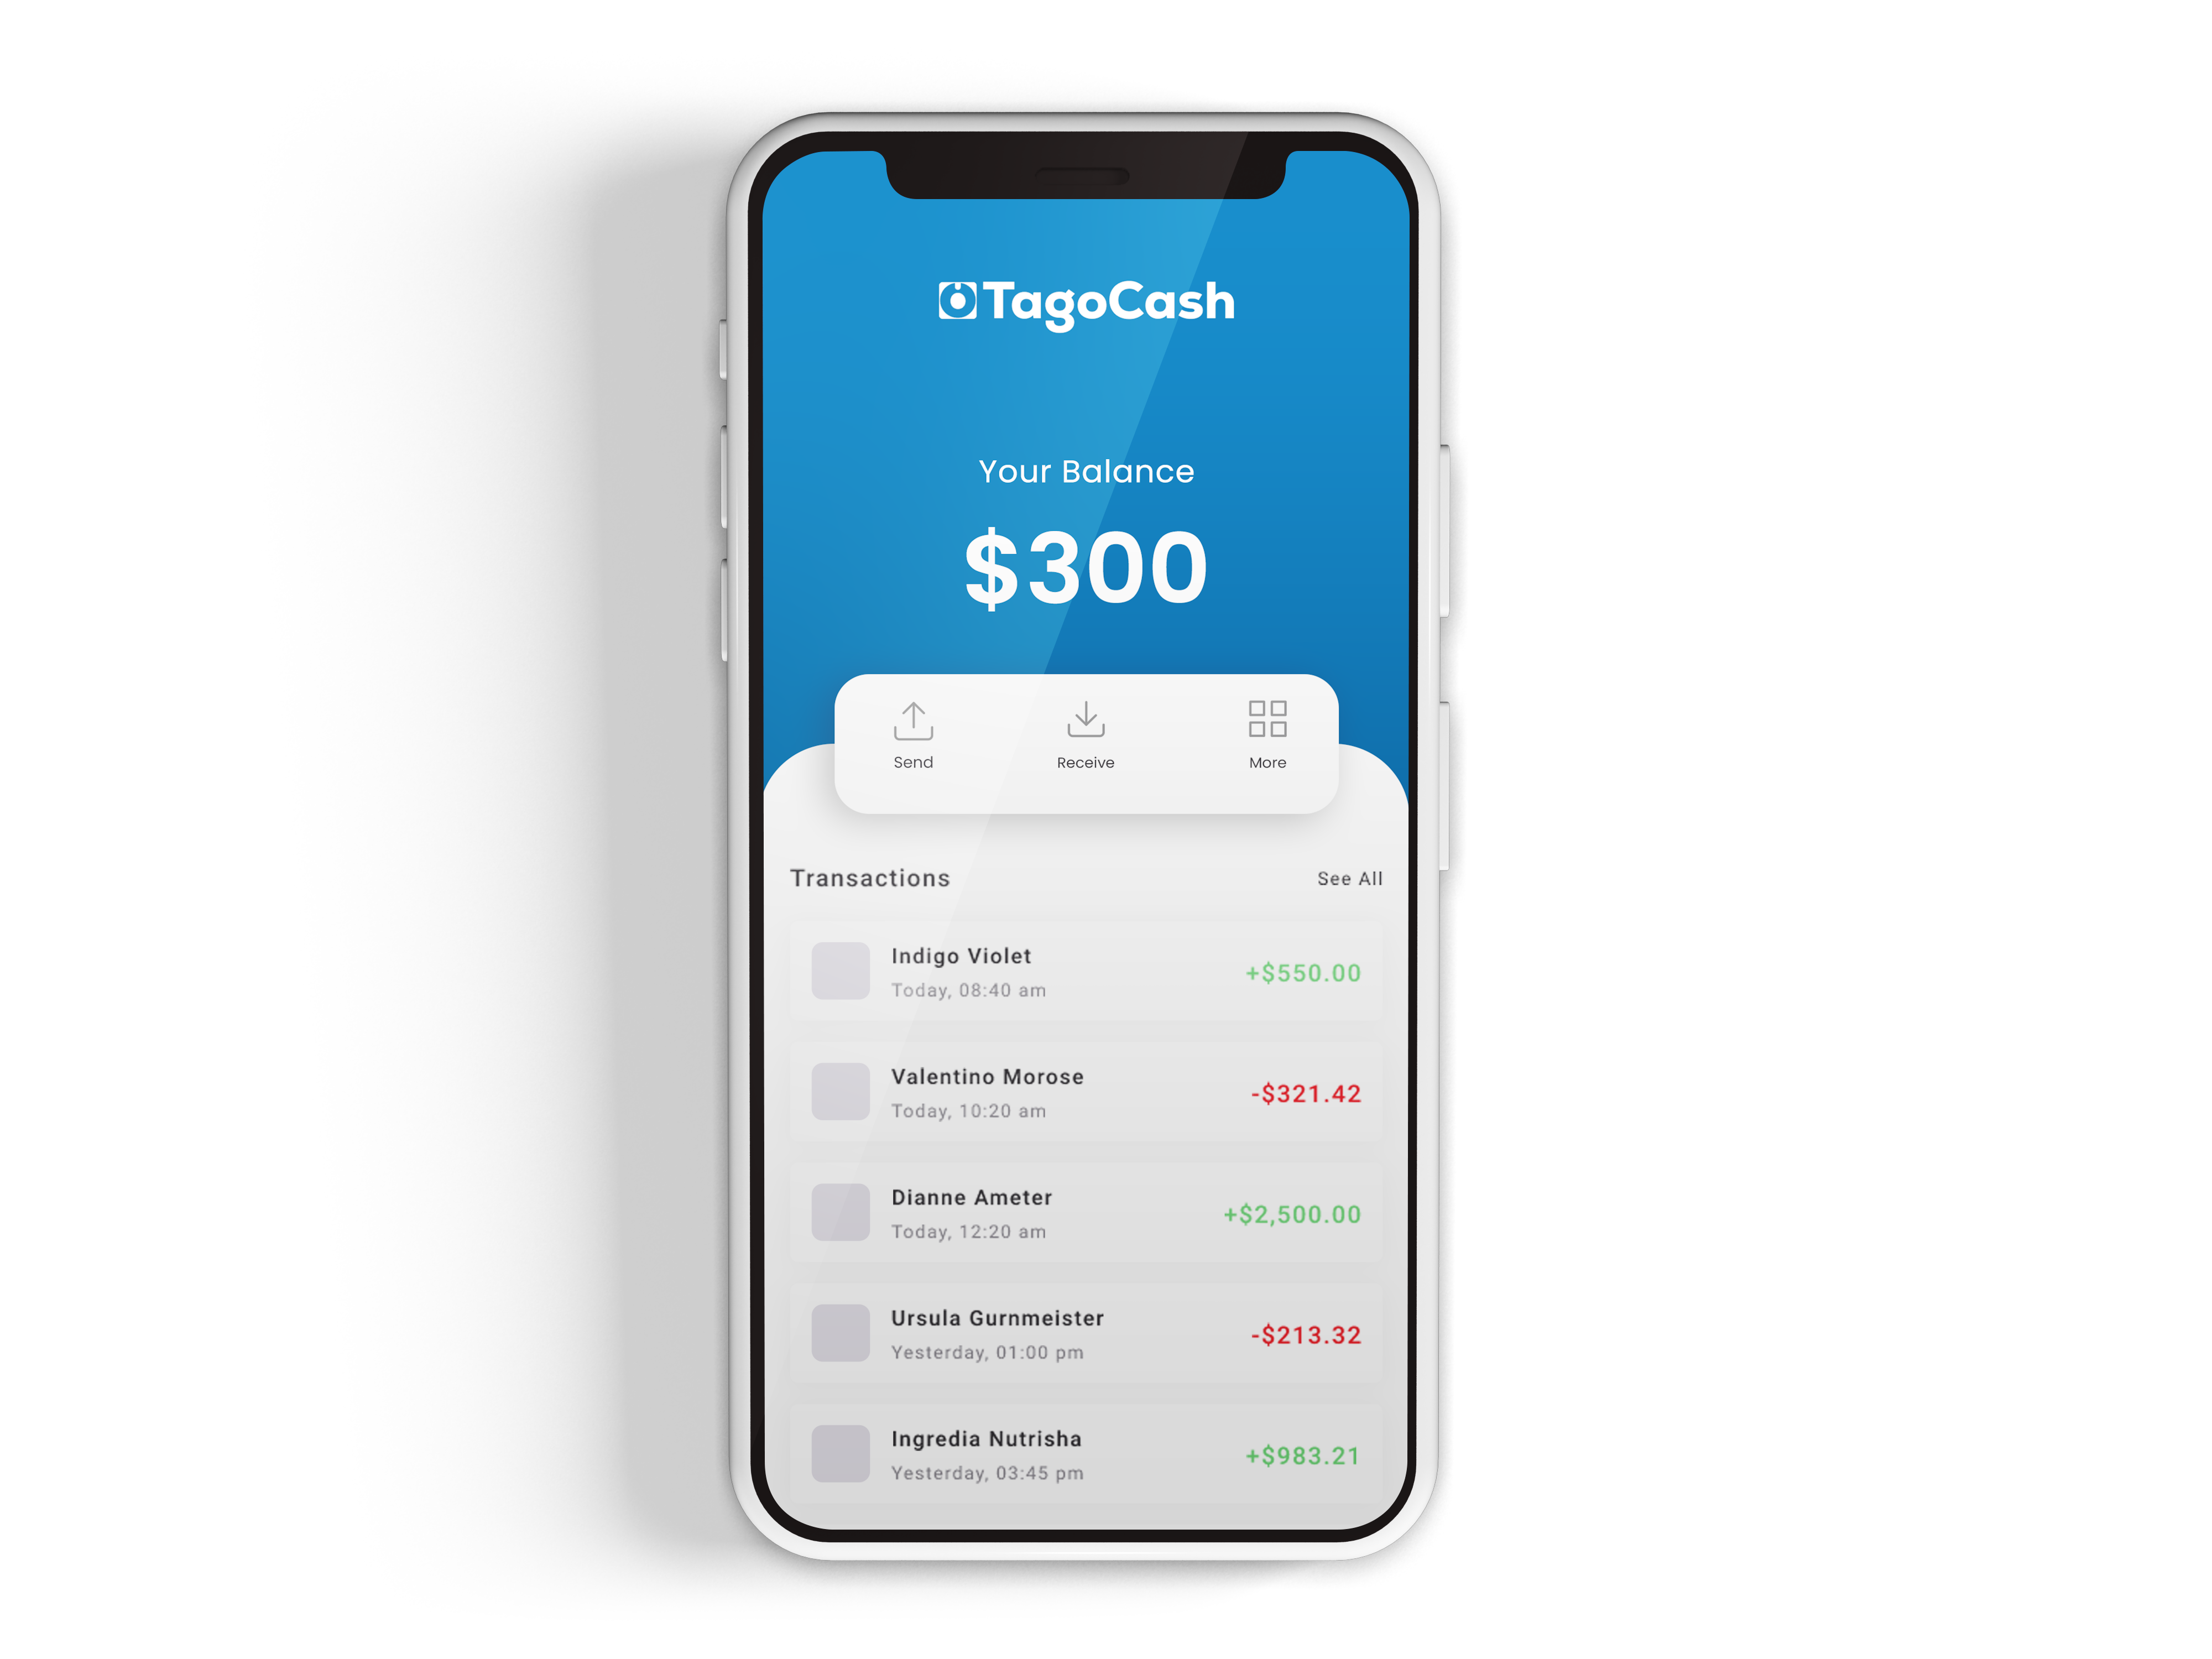 TagoCash
Your Balance
$300
Send Receive More
Transactions See All
Indigo Violet
Today, 08:40 am
+$550.00
Valentino Morose
Today, 10:20 am
-$321.42
Dianne Ameter
Today, 12:20 am
+$2,500.00
Ursula Gurnmeister
Yesterday, 01:00 pm
-$213.32
Ingredia Nutrisha
Yesterday, 03:45 pm
+$983.21